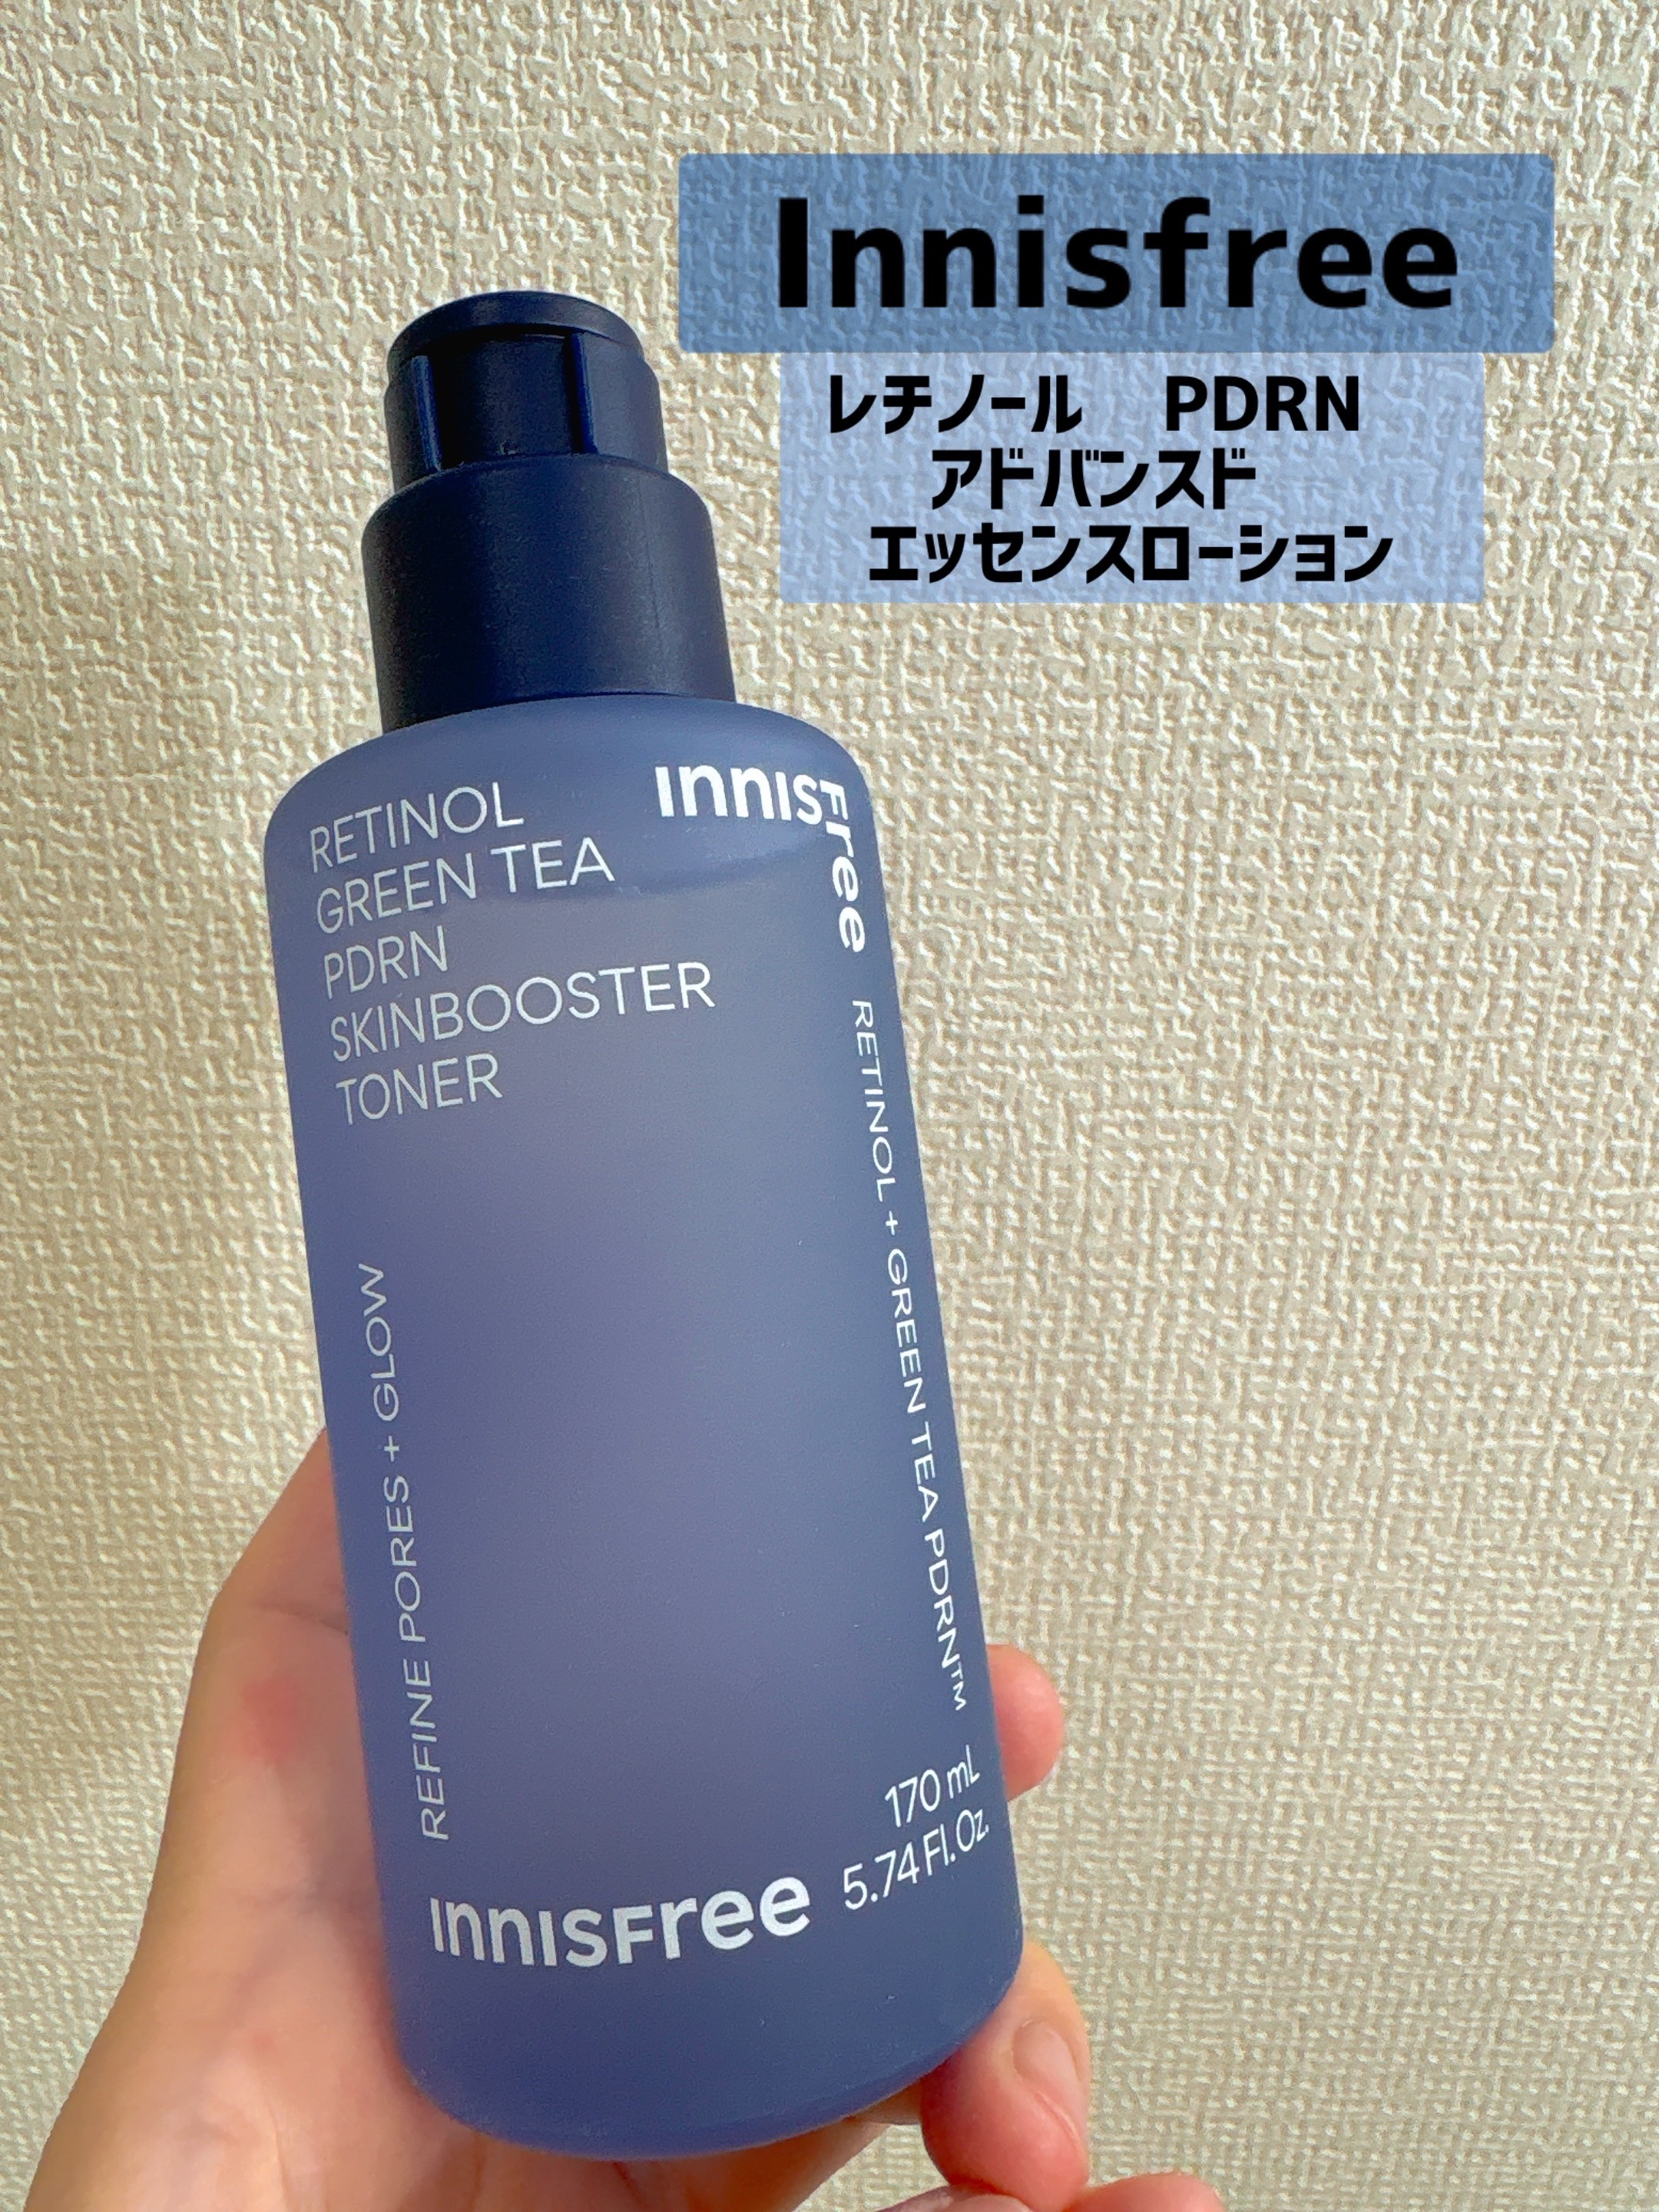 Innisfree
レチノール PDRN
アドバンスド
エッセンスローション
RETINOL
GREEN TEA
PDRN
SKINBOOSTER
TONER
INNISFree
RETINOL + GREEN TEA PDRN™
REFINE PORES + GLOW
170 mL
5.74 Fl. Oz.
INNISFree